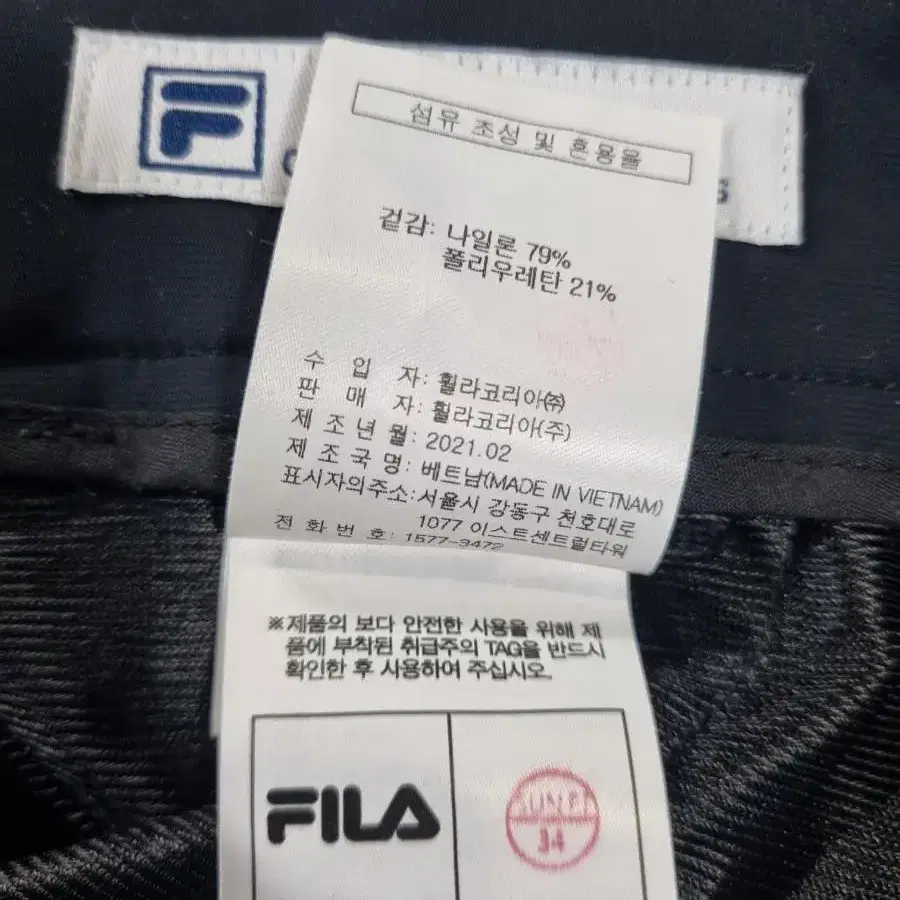 섬유 조성 및 혼용율
겉감: 나일론 79%
폴리우레탄 21%
수 입 자: 휠라코리아㈜
판 매 자: 휠라코리아(주)
제 조 년 월: 2021.02
제 조 국 명: 베트남(MADE IN VIETNAM)
표시자의주소:서울시 강동구 천호대로
1077 이스트센트럴타워
전 화 번 호: 1577-3472
※제품의 보다 안전한 사용을 위해 제
품에 부착된 취급주의 TAG을 반드시
확인한 후 사용하여 주십시오.
FILA
34